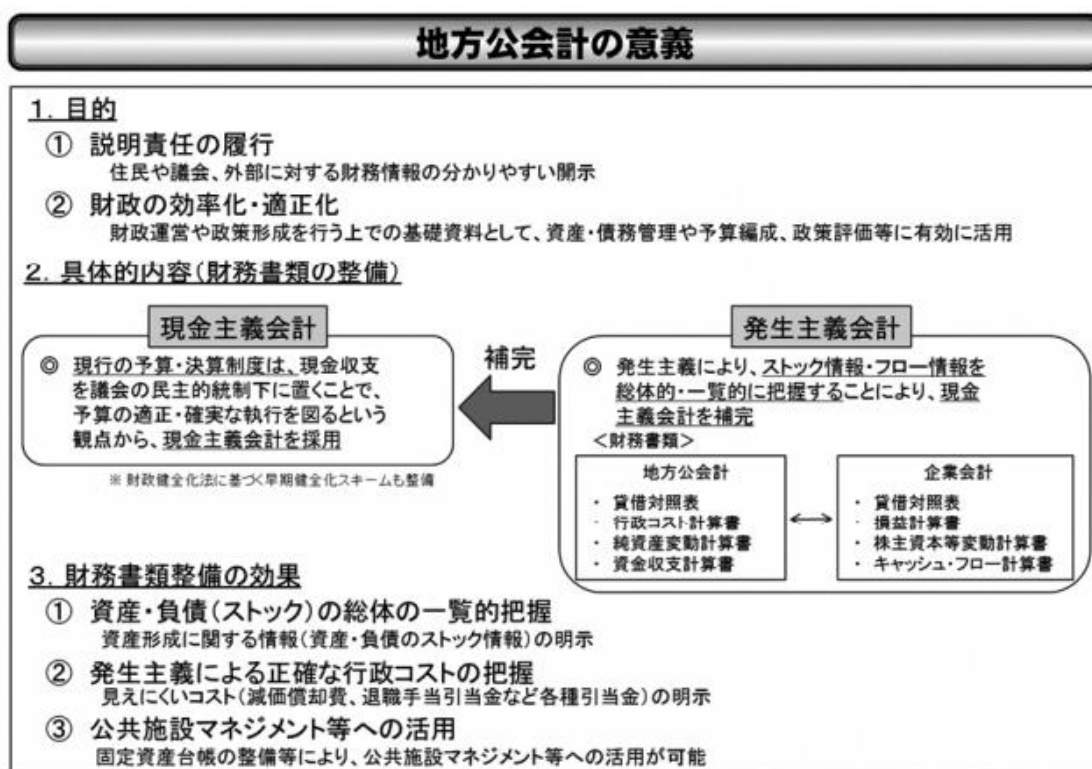 地方公会計の意義
1. 目的
① 説明責任の履行
住民や議会、外部に対する財務情報の分かりやすい開示
② 財政の効率化・適正化
財政運営や政策形成を行う上での基礎資料として、資産・債務管理や予算編成、政策評価等に有効に活用
2. 具体的内容(財務書類の整備)
現金主義会計
◎ 現行の予算・決算制度は、現金収支
を議会の民主的統制下に置くことで、
予算の適正・確実な執行を図るという
観点から、現金主義会計を採用
※ 財政健全化法に基づく早期健全化スキームも整備
補完
発生主義会計
◎ 発生主義により、ストック情報・フロー情報を
総体的・一覧的に把握することにより、現金
主義会計を補完
<財務書類>
地方公会計
・ 貸借対照表
・ 行政コスト計算書
・ 純資産変動計算書
・ 資金収支計算書
企業会計
・ 貸借対照表
・ 損益計算書
・ 株主資本等変動計算書
・ キャッシュ・フロー計算書
3. 財務書類整備の効果
① 資産・負債(ストック)の総体の一覧的把握
資産形成に関する情報(資産・負債のストック情報)の明示
② 発生主義による正確な行政コストの把握
見えにくいコスト(減価償却費、退職手当引当金など各種引当金)の明示
③ 公共施設マネジメント等への活用
固定資産台帳の整備等により、公共施設マネジメント等への活用が可能